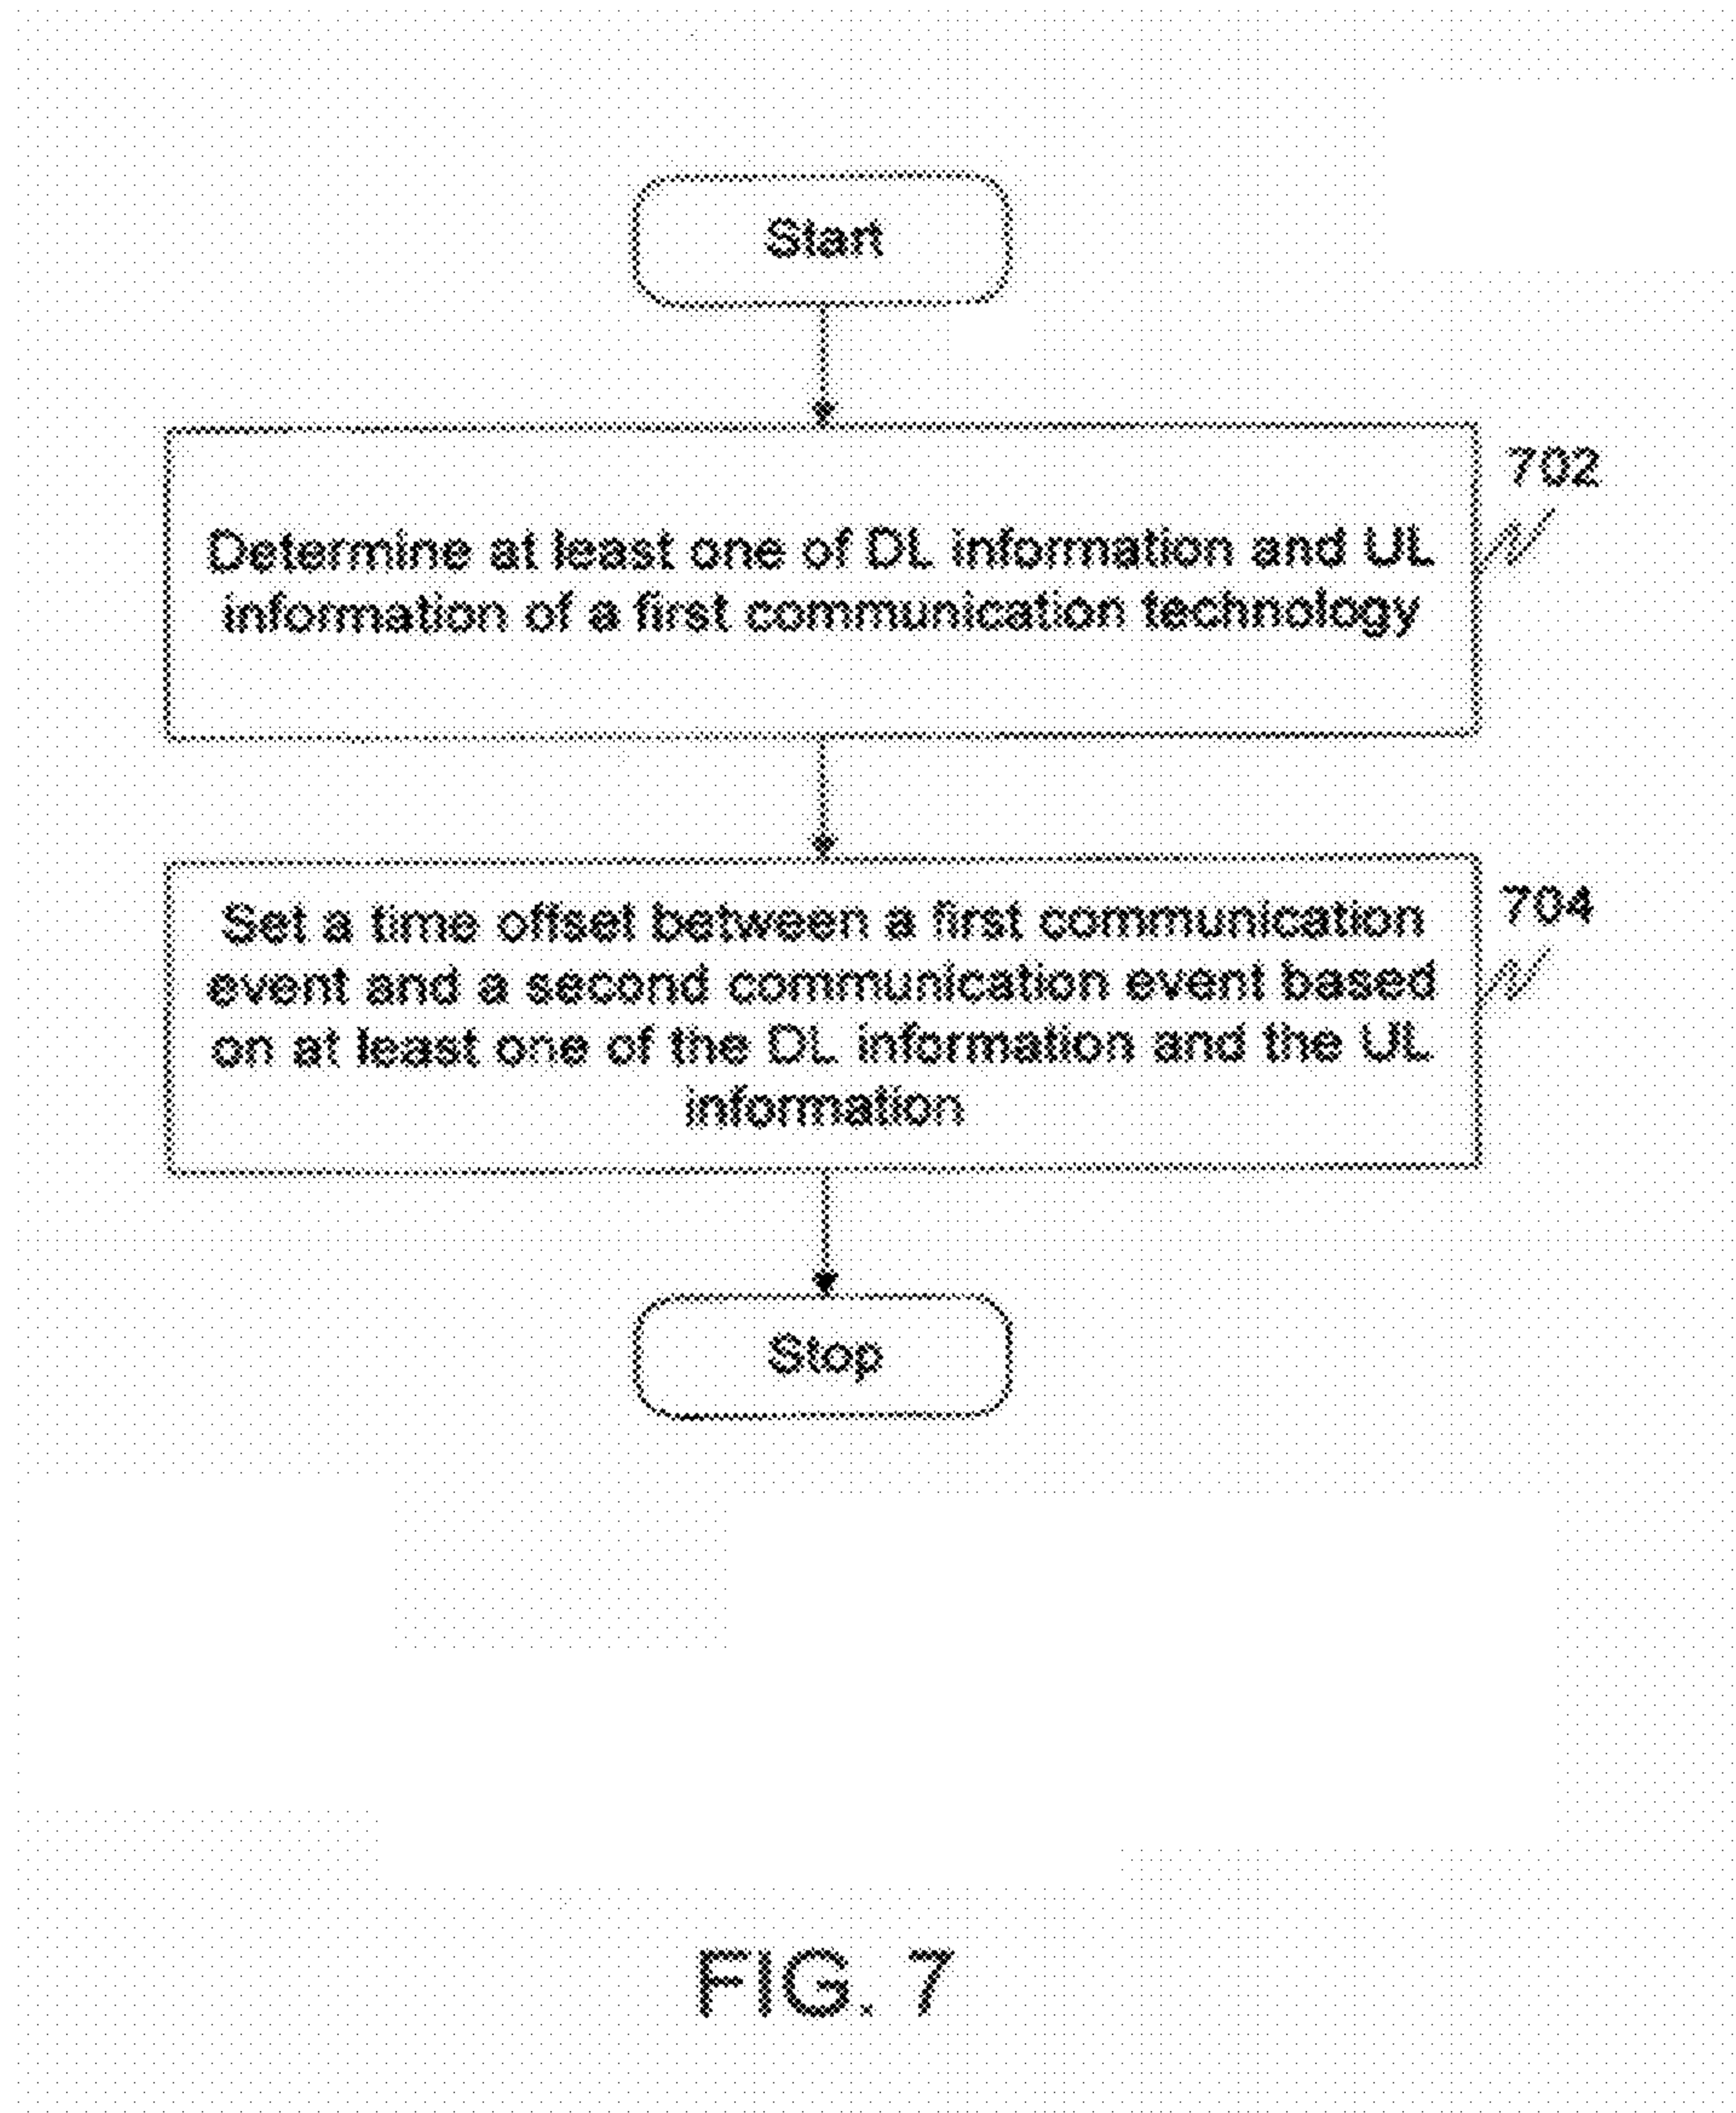 Start
702
Determine at least one of DL information and UL
information of a first communication technology
704
Set a time offset between a first communication
event and a second communication event based
on at least one of the DL information and the UL
information
Stop
FIG. 7